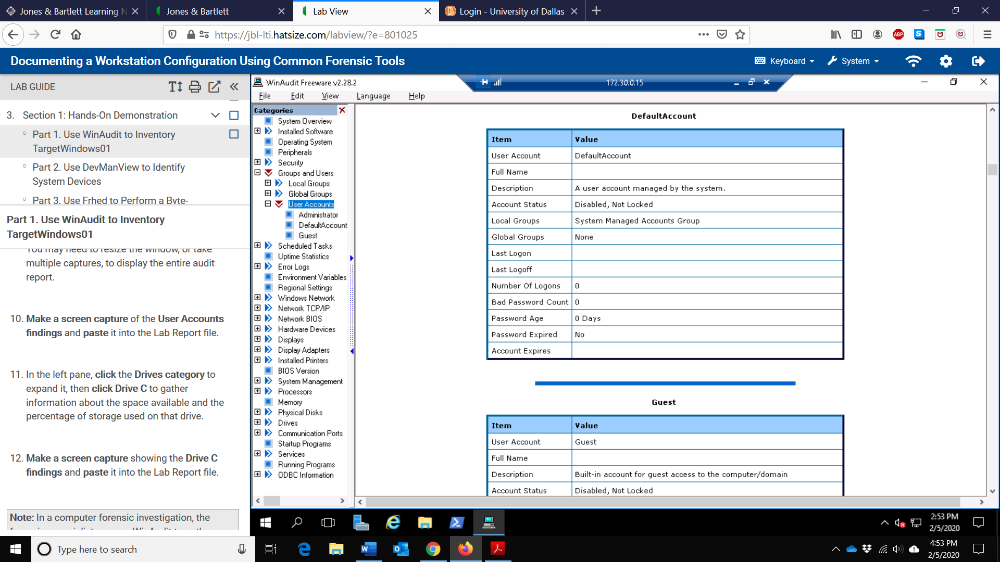 Jones & Bartlett Learning N
Jones & Bartlett
Lab View
Login - University of Dallas
https://jbl-lti.hatsize.com/labview/?e=801025
ABP
S
Documenting a Workstation Configuration Using Common Forensic Tools
Keyboard
System
LAB GUIDE
3. Section 1: Hands-On Demonstration
Part 1. Use WinAudit to Inventory
TargetWindows01
Part 2. Use DevManView to Identify
System Devices
Part 3. Use Frhed to Perform a Byte-
Part 1. Use WinAudit to Inventory
TargetWindows01
You may need to resize the window, or take
multiple captures, to display the entire audit
report.
10. Make a screen capture of the User Accounts
findings and paste it into the Lab Report file.
11. In the left pane, click the Drives category to
expand it, then click Drive C to gather
information about the space available and the
percentage of storage used on that drive.
12. Make a screen capture showing the Drive C
findings and paste it into the Lab Report file.
Note: In a computer forensic investigation, the
WinAudit Freeware v2.28.2
172.30.0.15
File Edit View Language Help
Categories
System Overview
Installed Software
Operating System
Peripherals
Security
Groups and Users
Local Groups
Global Groups
User Accounts
Administrator
DefaultAccount
Guest
Scheduled Tasks
Uptime Statistics
Error Logs
Environment Variables
Regional Settings
Windows Network
Network TCP/IP
Network BIOS
Hardware Devices
Displays
Display Adapters
Installed Printers
BIOS Version
System Management
Processors
Memory
Physical Disks
Drives
Communication Ports
Startup Programs
Services
Running Programs
ODBC Information
DefaultAccount
Item Value
User Account DefaultAccount
Full Name
Description A user account managed by the system.
Account Status Disabled, Not Locked
Local Groups System Managed Accounts Group
Global Groups None
Last Logon
Last Logoff
Number Of Logons 0
Bad Password Count 0
Password Age 0 Days
Password Expired No
Account Expires
Guest
Item Value
User Account Guest
Full Name
Description Built-in account for guest access to the computer/domain
Account Status Disabled, Not Locked
2:53 PM
2/5/2020
Type here to search
4:53 PM
2/5/2020